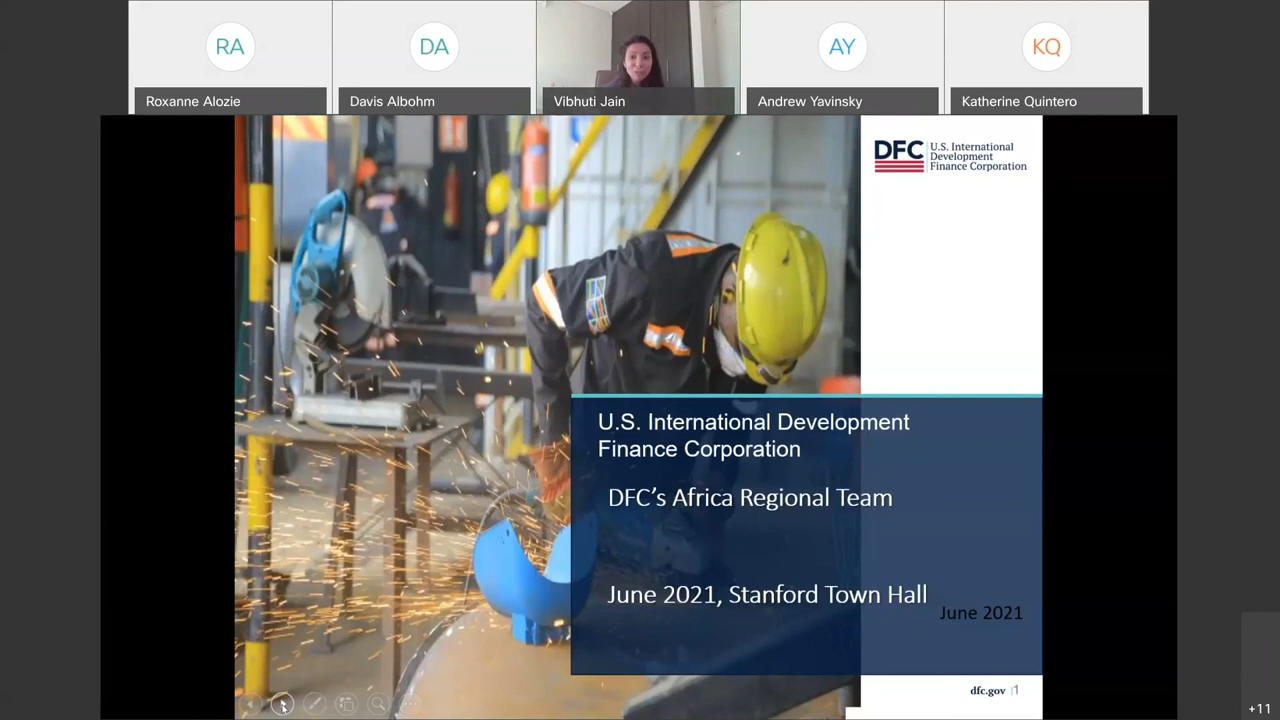 RA
DA
AY
KQ
Roxanne Alozie
Davis Albohm
Vibhuti Jain
Andrew Yavinsky
Katherine Quintero
DFC
U.S. International
Development
Finance Corporation
U.S. International Development
Finance Corporation
DFC's Africa Regional Team
June 2021, Stanford Town Hall
June 2021
dfc.gov |1
+11